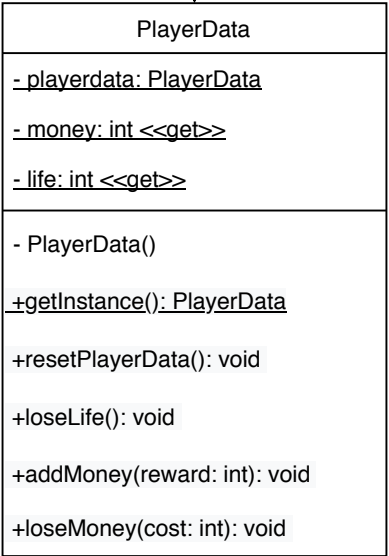 PlayerData
- playerdata: PlayerData
- money: int <<get>>
- life: int <<get>>
- PlayerData()
+getInstance(): PlayerData
+resetPlayerData(): void
+loseLife(): void
+addMoney(reward: int): void
+loseMoney(cost: int): void